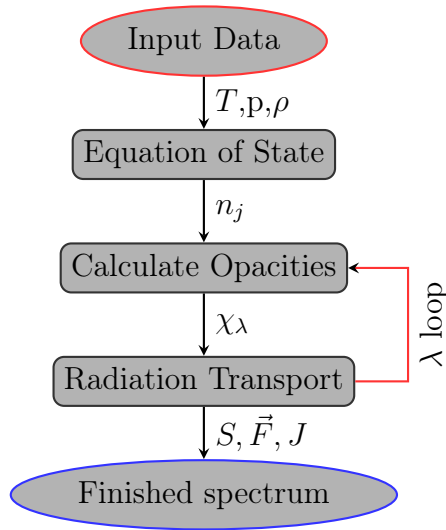 Input Data
T,p,ρ
Equation of State
n_j
Calculate Opacities
χ_λ
λ loop
Radiation Transport
S, F⃗, J
Finished spectrum